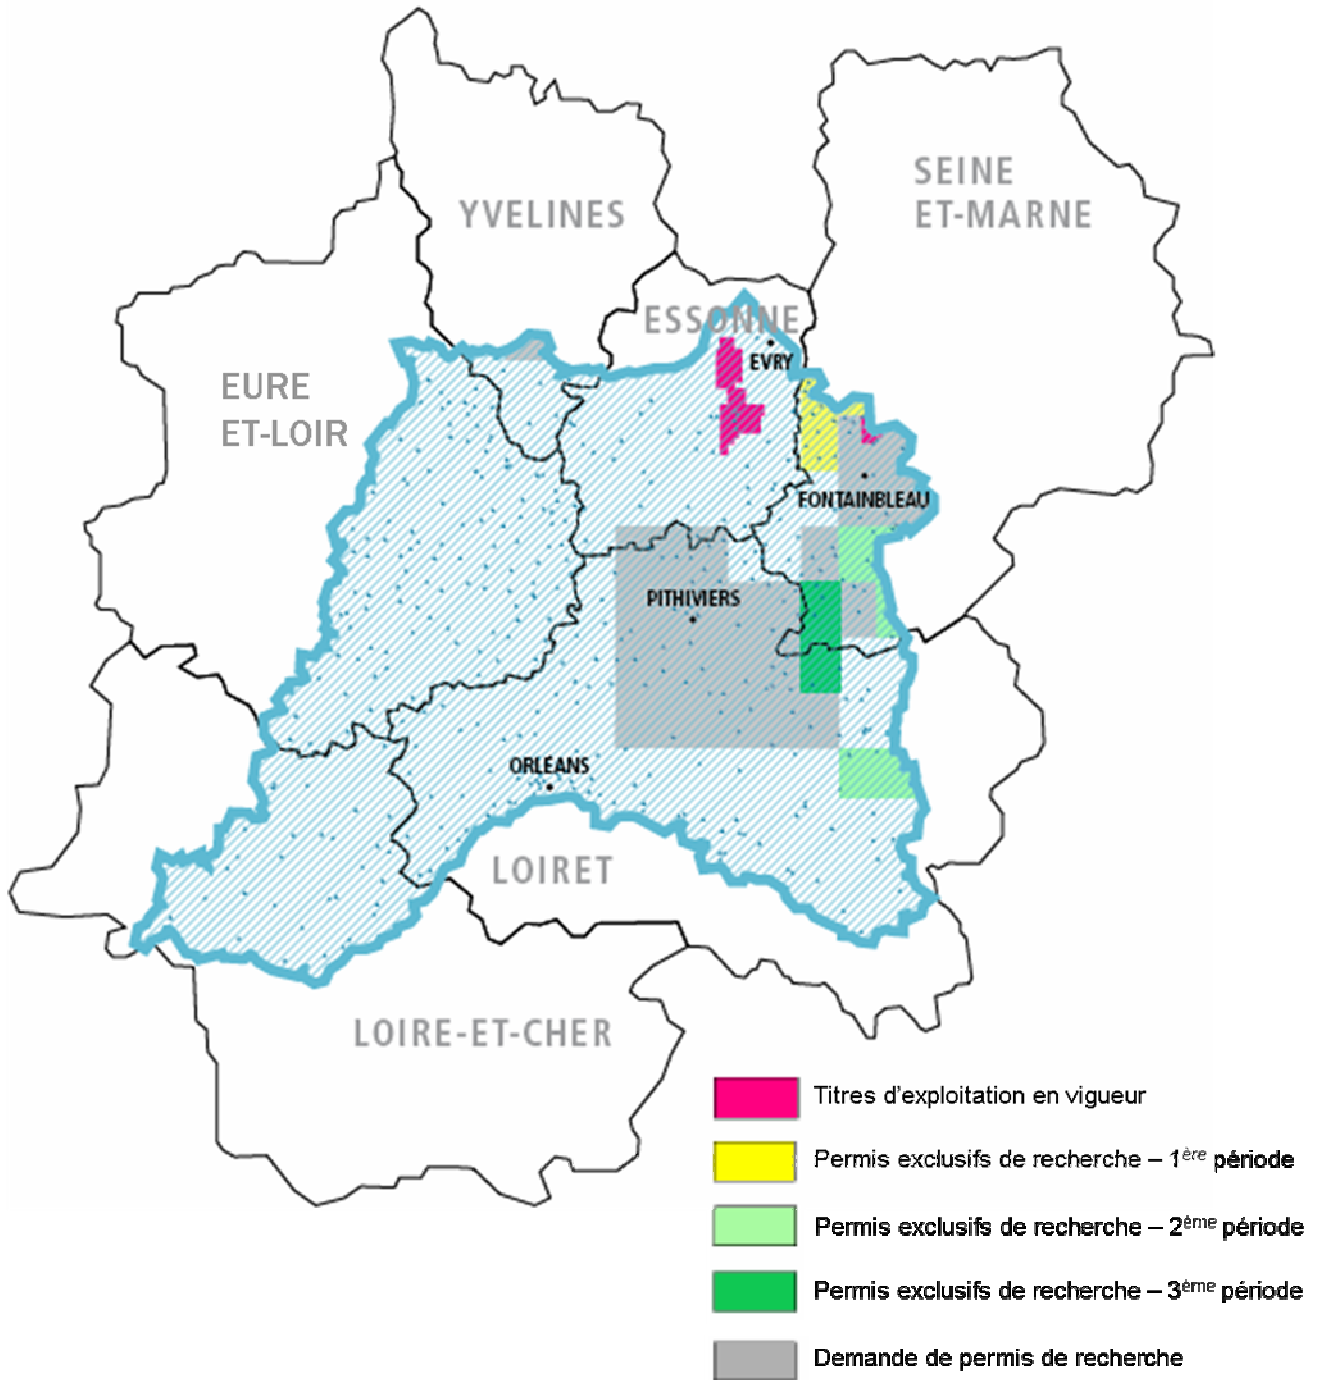 SEINE
ET-MARNE
YVELINES
ESSONNE
EVRY
EURE
ET-LOIR
FONTAINBLEAU
PITHIVIERS
ORLEANS
LOIRET
LOIRE-ET-CHER
Titres d'exploitation en vigueur
Permis exclusifs de recherche – 1ère période
Permis exclusifs de recherche – 2ème période
Permis exclusifs de recherche – 3ème période
Demande de permis de recherche